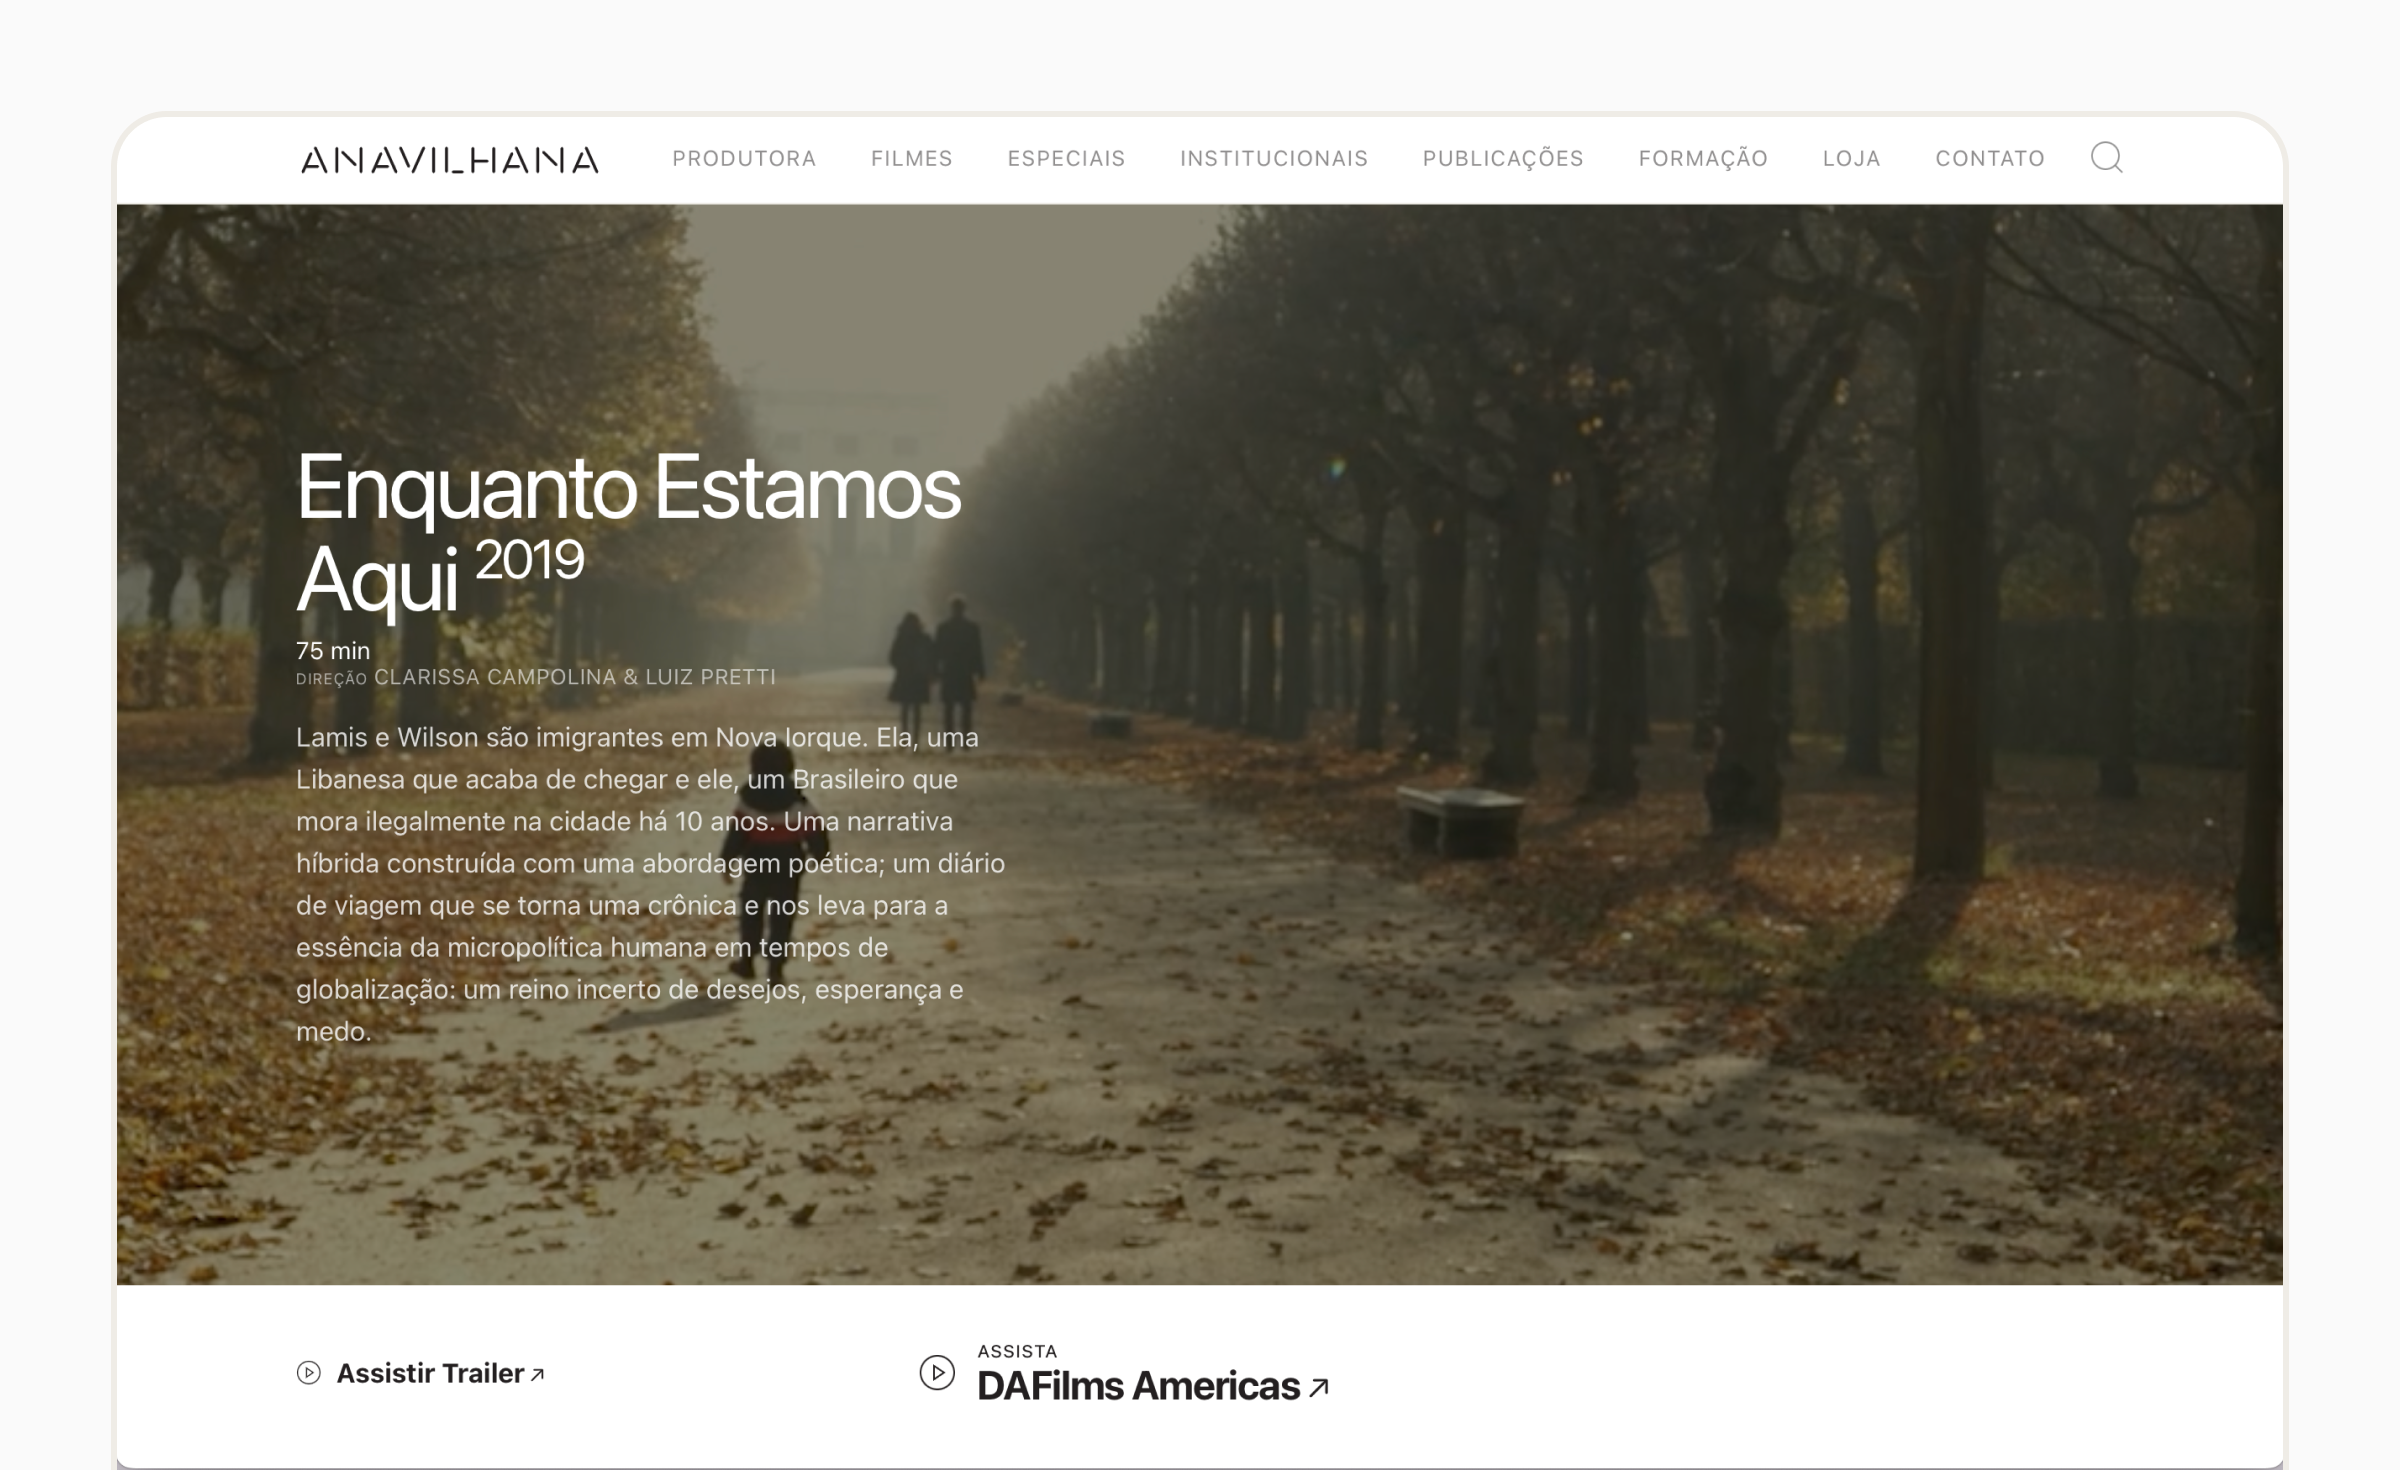 ANAVILHANA
PRODUTORA
FILMES
ESPECIAIS
INSTITUCIONAIS
PUBLICAÇÕES
FORMAÇÃO
LOJA
CONTATO
Enquanto Estamos
Aqui 2019
75 min
DIREÇÃO CLARISSA CAMPOLINA & LUIZ PRETTI
Lamis e Wilson são imigrantes em Nova Iorque. Ela, uma
Libanesa que acaba de chegar e ele, um Brasileiro que
mora ilegalmente na cidade há 10 anos. Uma narrativa
híbrida construída com uma abordagem poética; um diário
de viagem que se torna uma crônica e nos leva para a
essência da micropolítica humana em tempos de
globalização: um reino incerto de desejos, esperança e
medo.
Assistir Trailer
ASSISTA
DAFilms Americas